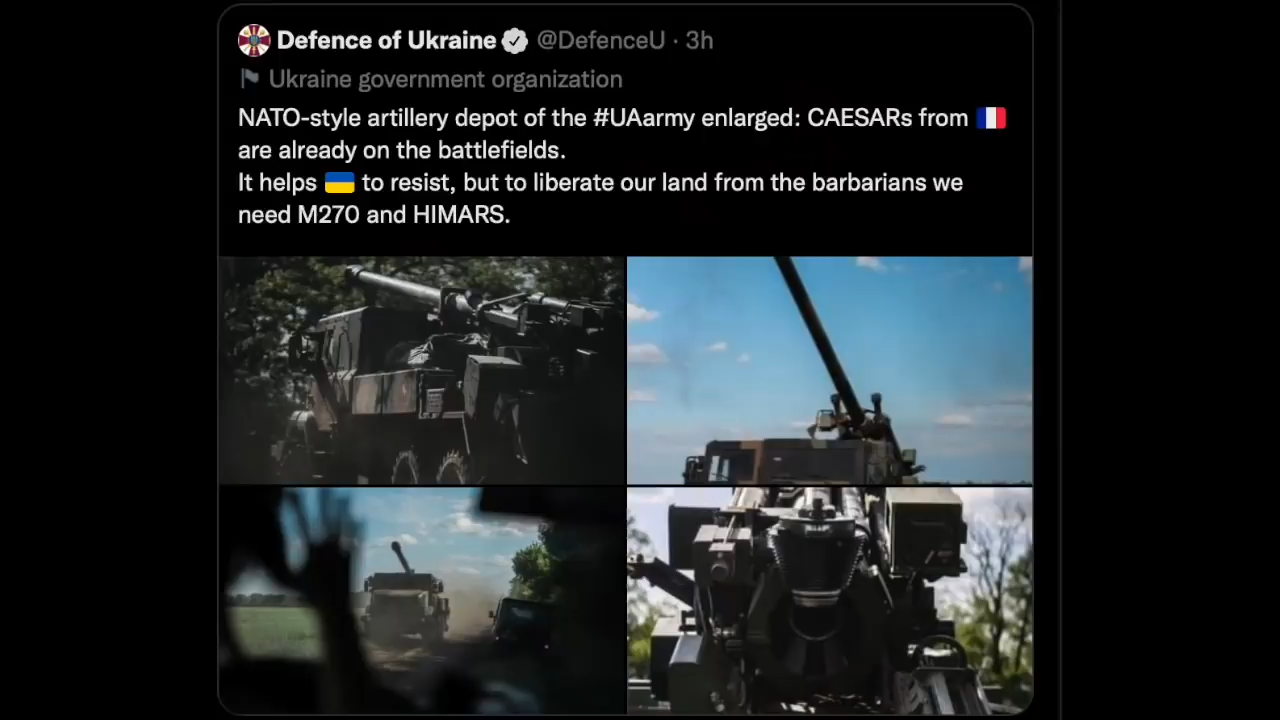 Defence of Ukraine @DefenceU · 3h
Ukraine government organization
NATO-style artillery depot of the #UAarmy enlarged: CAESARs from 🇫🇷
are already on the battlefields.
It helps 🇺🇦 to resist, but to liberate our land from the barbarians we
need M270 and HIMARS.